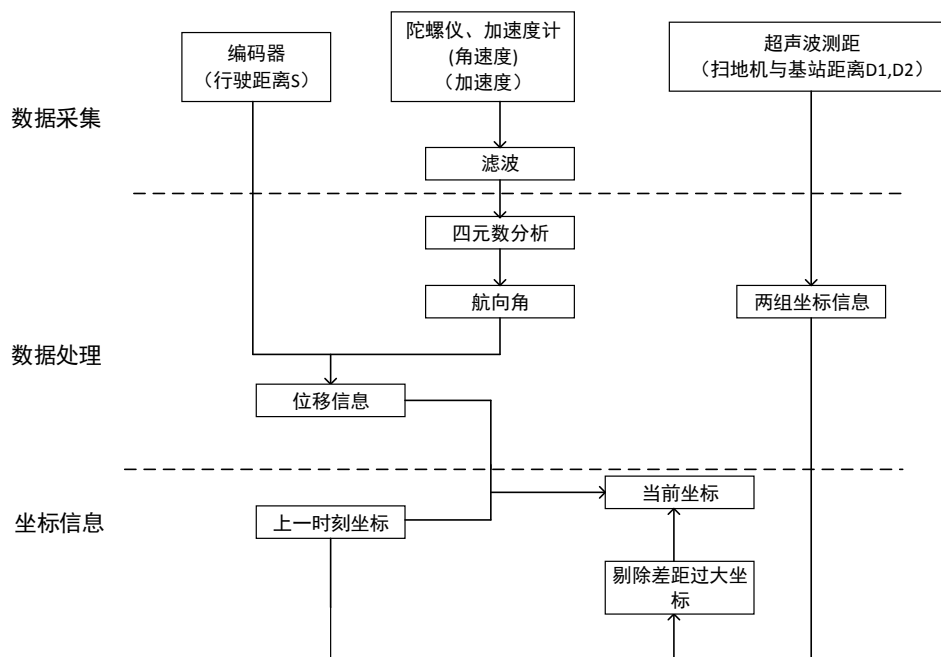 编码器
（行驶距离S）
陀螺仪、加速度计
(角速度)
（加速度）
超声波测距
（扫地机与基站距离D1,D2）
数据采集
滤波
四元数分析
航向角
两组坐标信息
数据处理
位移信息
当前坐标
坐标信息
上一时刻坐标
剔除差距过大坐
标